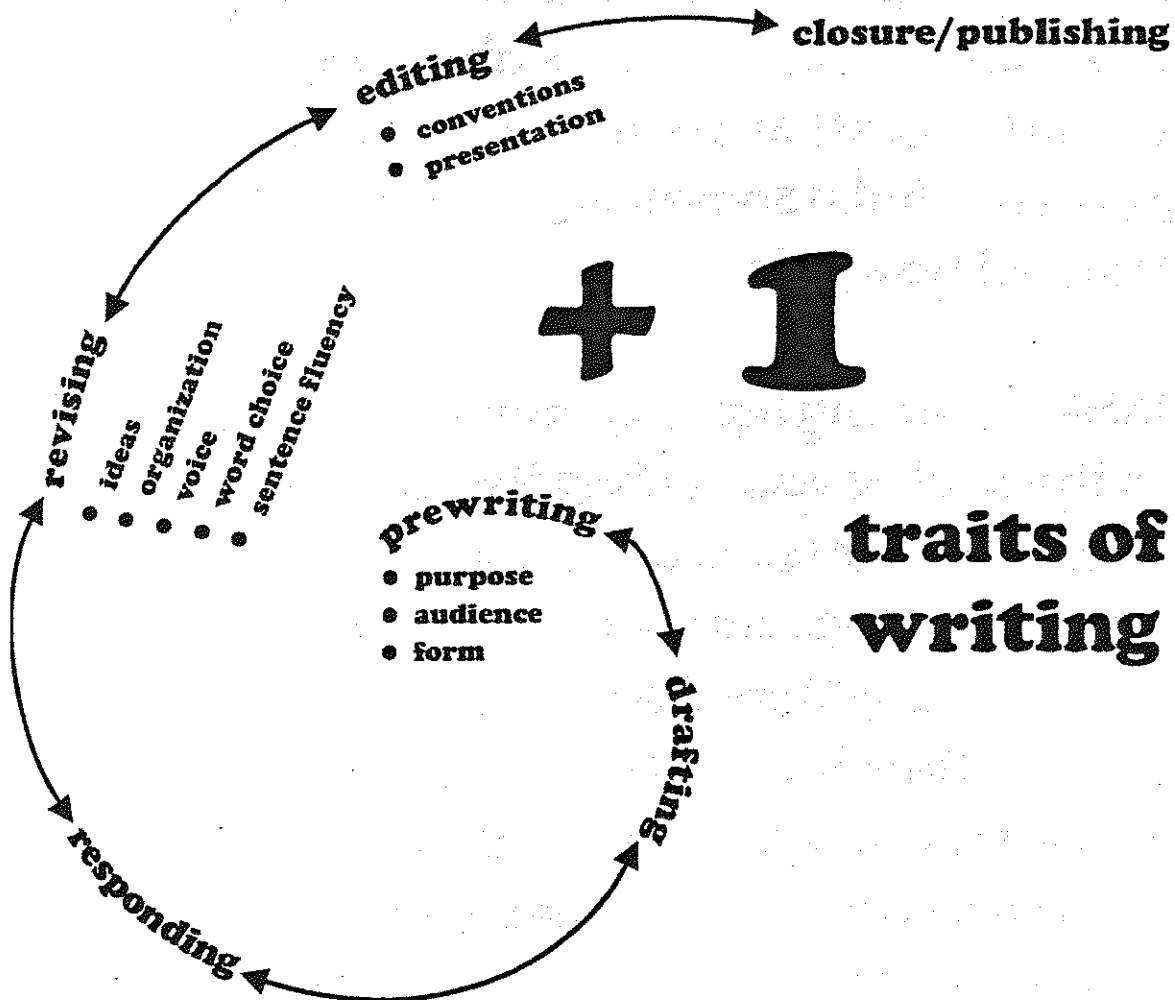 closure/publishing
editing
• conventions
• presentation
+ 1
traits of
writing
revising
• ideas
• organization
• voice
• word choice
• sentence fluency
prewriting
• purpose
• audience
• form
drafting
responding